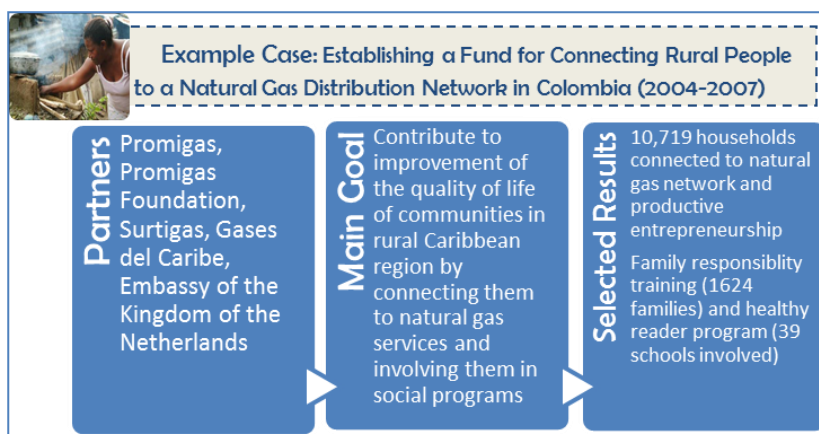 Example Case: Establishing a Fund for Connecting Rural People
to a Natural Gas Distribution Network in Colombia (2004-2007)
Partners
Promigas,
Promigas
Foundation,
Surtigas, Gases
del Caribe,
Embassy of the
Kingdom of the
Netherlands
Main Goal
Contribute to
improvement of
the quality of life
of communities in
rural Caribbean
region by
connecting them
to natural gas
services and
involving them in
social programs
Selected Results
10,719 households
connected to natural
gas network and
productive
entrepreneurship
Family responsiblity
training (1624
families) and healthy
reader program (39
schools involved)